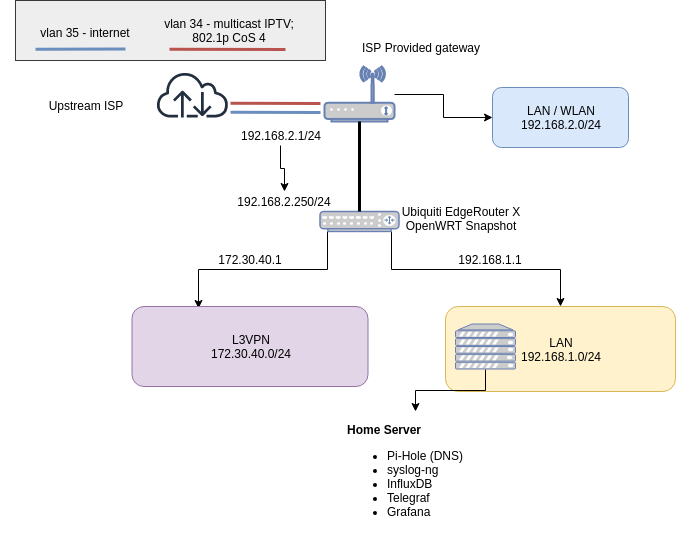 vlan 35 - internet
vlan 34 - multicast IPTV;
802.1p CoS 4
ISP Provided gateway
Upstream ISP
LAN / WLAN
192.168.2.0/24
192.168.2.1/24
192.168.2.250/24
Ubiquiti EdgeRouter X
OpenWRT Snapshot
172.30.40.1
192.168.1.1
L3VPN
172.30.40.0/24
LAN
192.168.1.0/24
Home Server
• Pi-Hole (DNS)
• syslog-ng
• InfluxDB
• Telegraf
• Grafana